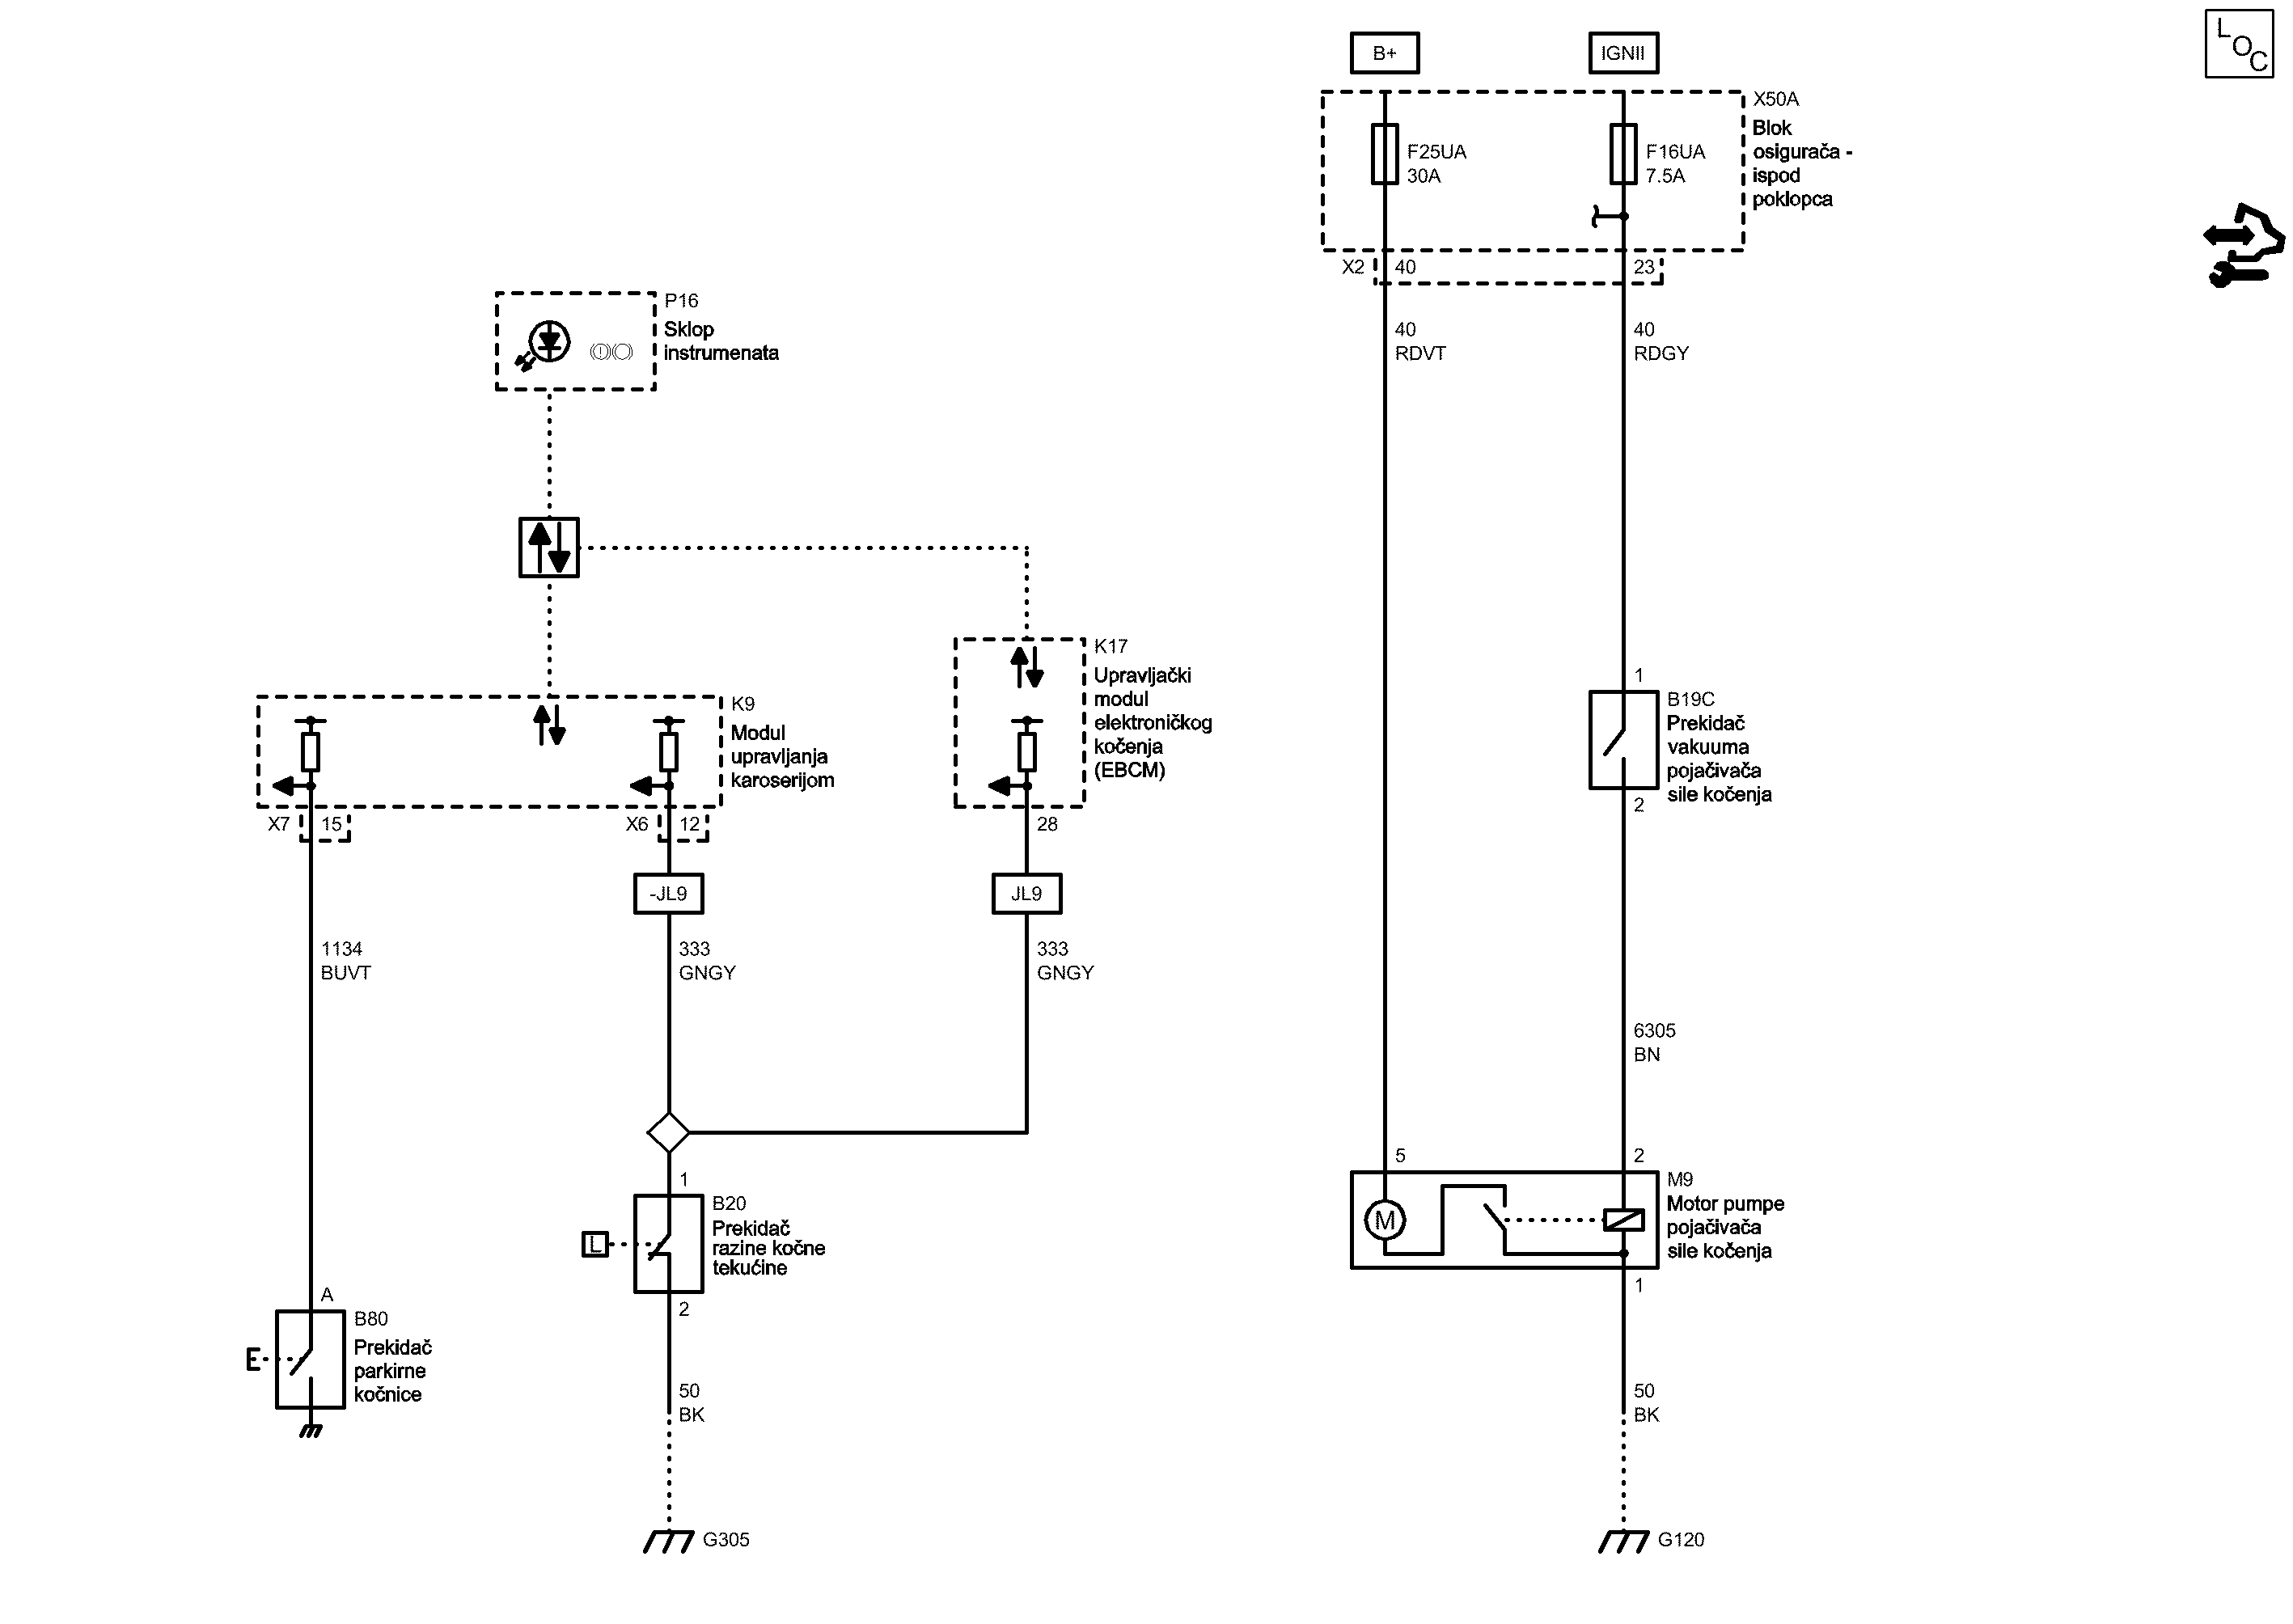 LOC
B+
IGNII
X50A
Blok
osigurača -
ispod
poklopca
F25UA
30A
F16UA
7.5A
X2
40
23
40
RDVT
40
RDGY
P16
Sklop
instrumenata
K17
Upravljački
modul
elektroničkog
kočenja
(EBCM)
K9
Modul
upravljanja
karoserijom
X7
15
X6
12
28
-JL9
JL9
1134
BUVT
333
GNGY
333
GNGY
1
B19C
Prekidač
vakuuma
pojačivača
sile kočenja
2
6305
BN
5
2
M9
Motor pumpe
pojačivača
sile kočenja
M
1
1
B20
Prekidač
razine kočne
tekućine
L
2
A
B80
Prekidač
parkirne
kočnice
50
BK
50
BK
G305
G120